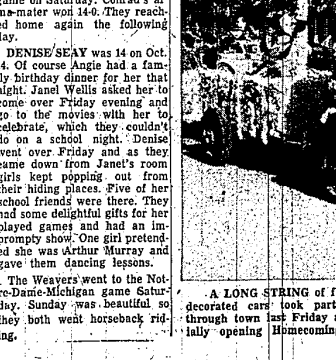 game on Saturday. Conrad's al-
ma-mater won 14-0. They reach-
ed home again the following
day.
DENISE SEAY was 14 on Oct.
4. Of course Angie had a fam-
ly birthday dinner for her that
night. Janel Wellis asked her to
come over Friday evening and
go to the movies with her to
celebrate, which they couldn't
do on a school night. Denise
went over Friday and as they
came down from Janet's room
girls kept popping out from
their hiding places. Five of her
school friends were there. They
had some delightful gifts for her
played games and had an im-
prompty show. One girl pretend-
ed she was Arthur Murray and
gave them dancing lessons.
The Weavers went to the Not-
re-Dame-Michigan game Satur-
day. Sunday was beautiful so
they both went horseback rid-
ing.
A LONG STRING of f
decorated cars took part
through town last Friday a
ially opening Homecoming